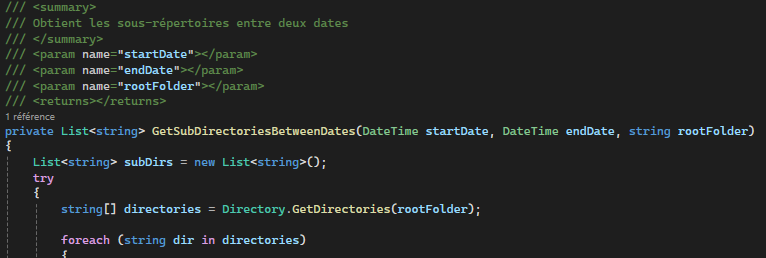 /// <summary>
/// Obtient les sous-répertoires entre deux dates
/// </summary>
/// <param name="startDate"></param>
/// <param name="endDate"></param>
/// <param name="rootFolder"></param>
/// <returns></returns>
1 référence
private List<string> GetSubDirectoriesBetweenDates(DateTime startDate, DateTime endDate, string rootFolder)
{
List<string> subDirs = new List<string>();
try
{
string[] directories = Directory.GetDirectories(rootFolder);
foreach (string dir in directories)
{